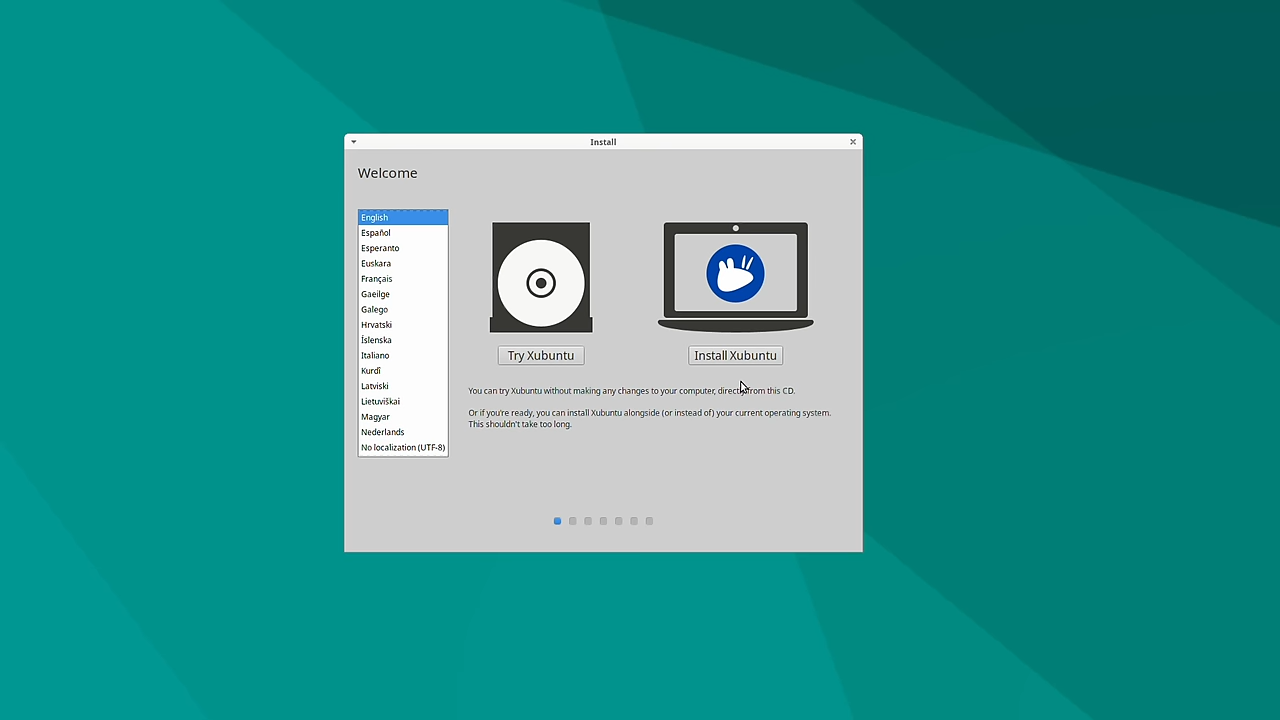 Install
Welcome
English
Español
Esperanto
Euskara
Français
Gaeilge
Galego
Hrvatski
Íslenska
Italiano
Kurdî
Latviski
Lietuviškai
Magyar
Nederlands
No localization (UTF-8)
Try Xubuntu
Install Xubuntu
You can try Xubuntu without making any changes to your computer, directly from this CD.
Or if you're ready, you can install Xubuntu alongside (or instead of) your current operating system.
This shouldn't take too long.